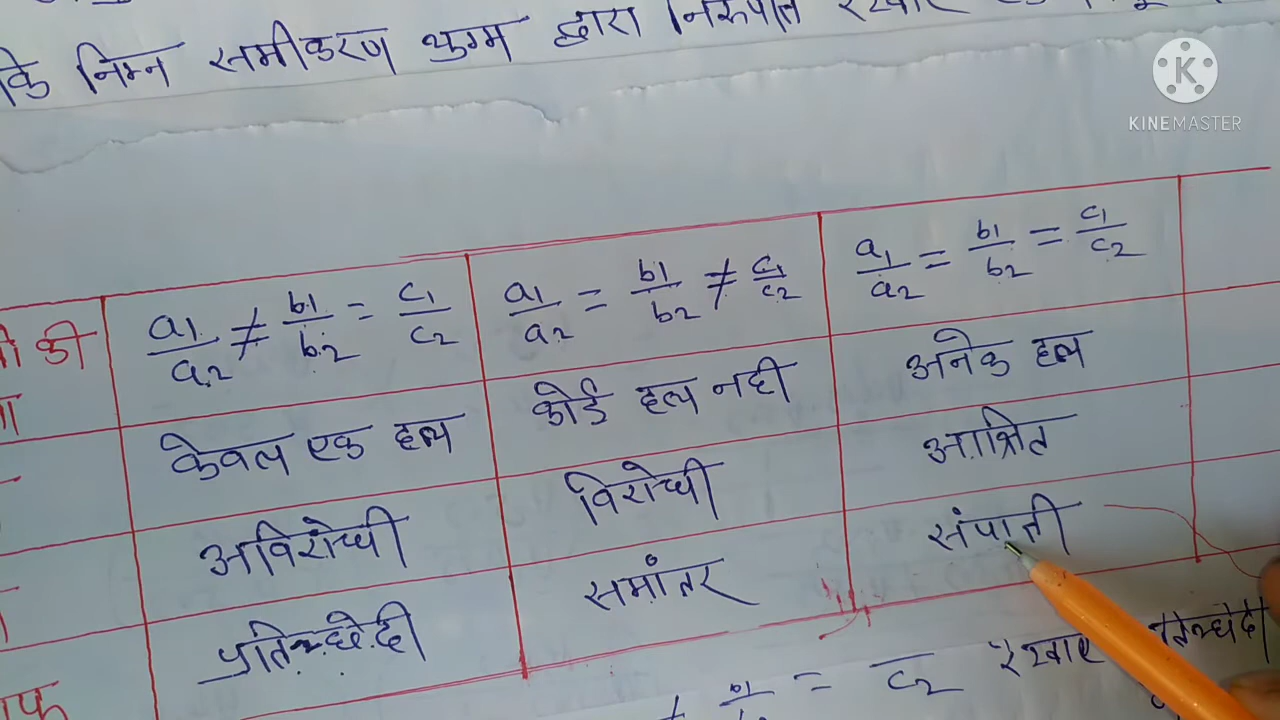 के निम्न समीकरण युग्म द्वारा
KINEMASTER
a1/a2 ≠ b1/b2 = c1/c2
a1/a2 = b1/b2 ≠ c1/c2
a1/a2 = b1/b2 = c1/c2
की
केवल एक हल
कोई हल नही
अनेक हल
अविरोधी
विरोधी
आश्रित
प्रतिच्छेदी
समांतर
संपाती
≠ b1 = c2 रेखाए